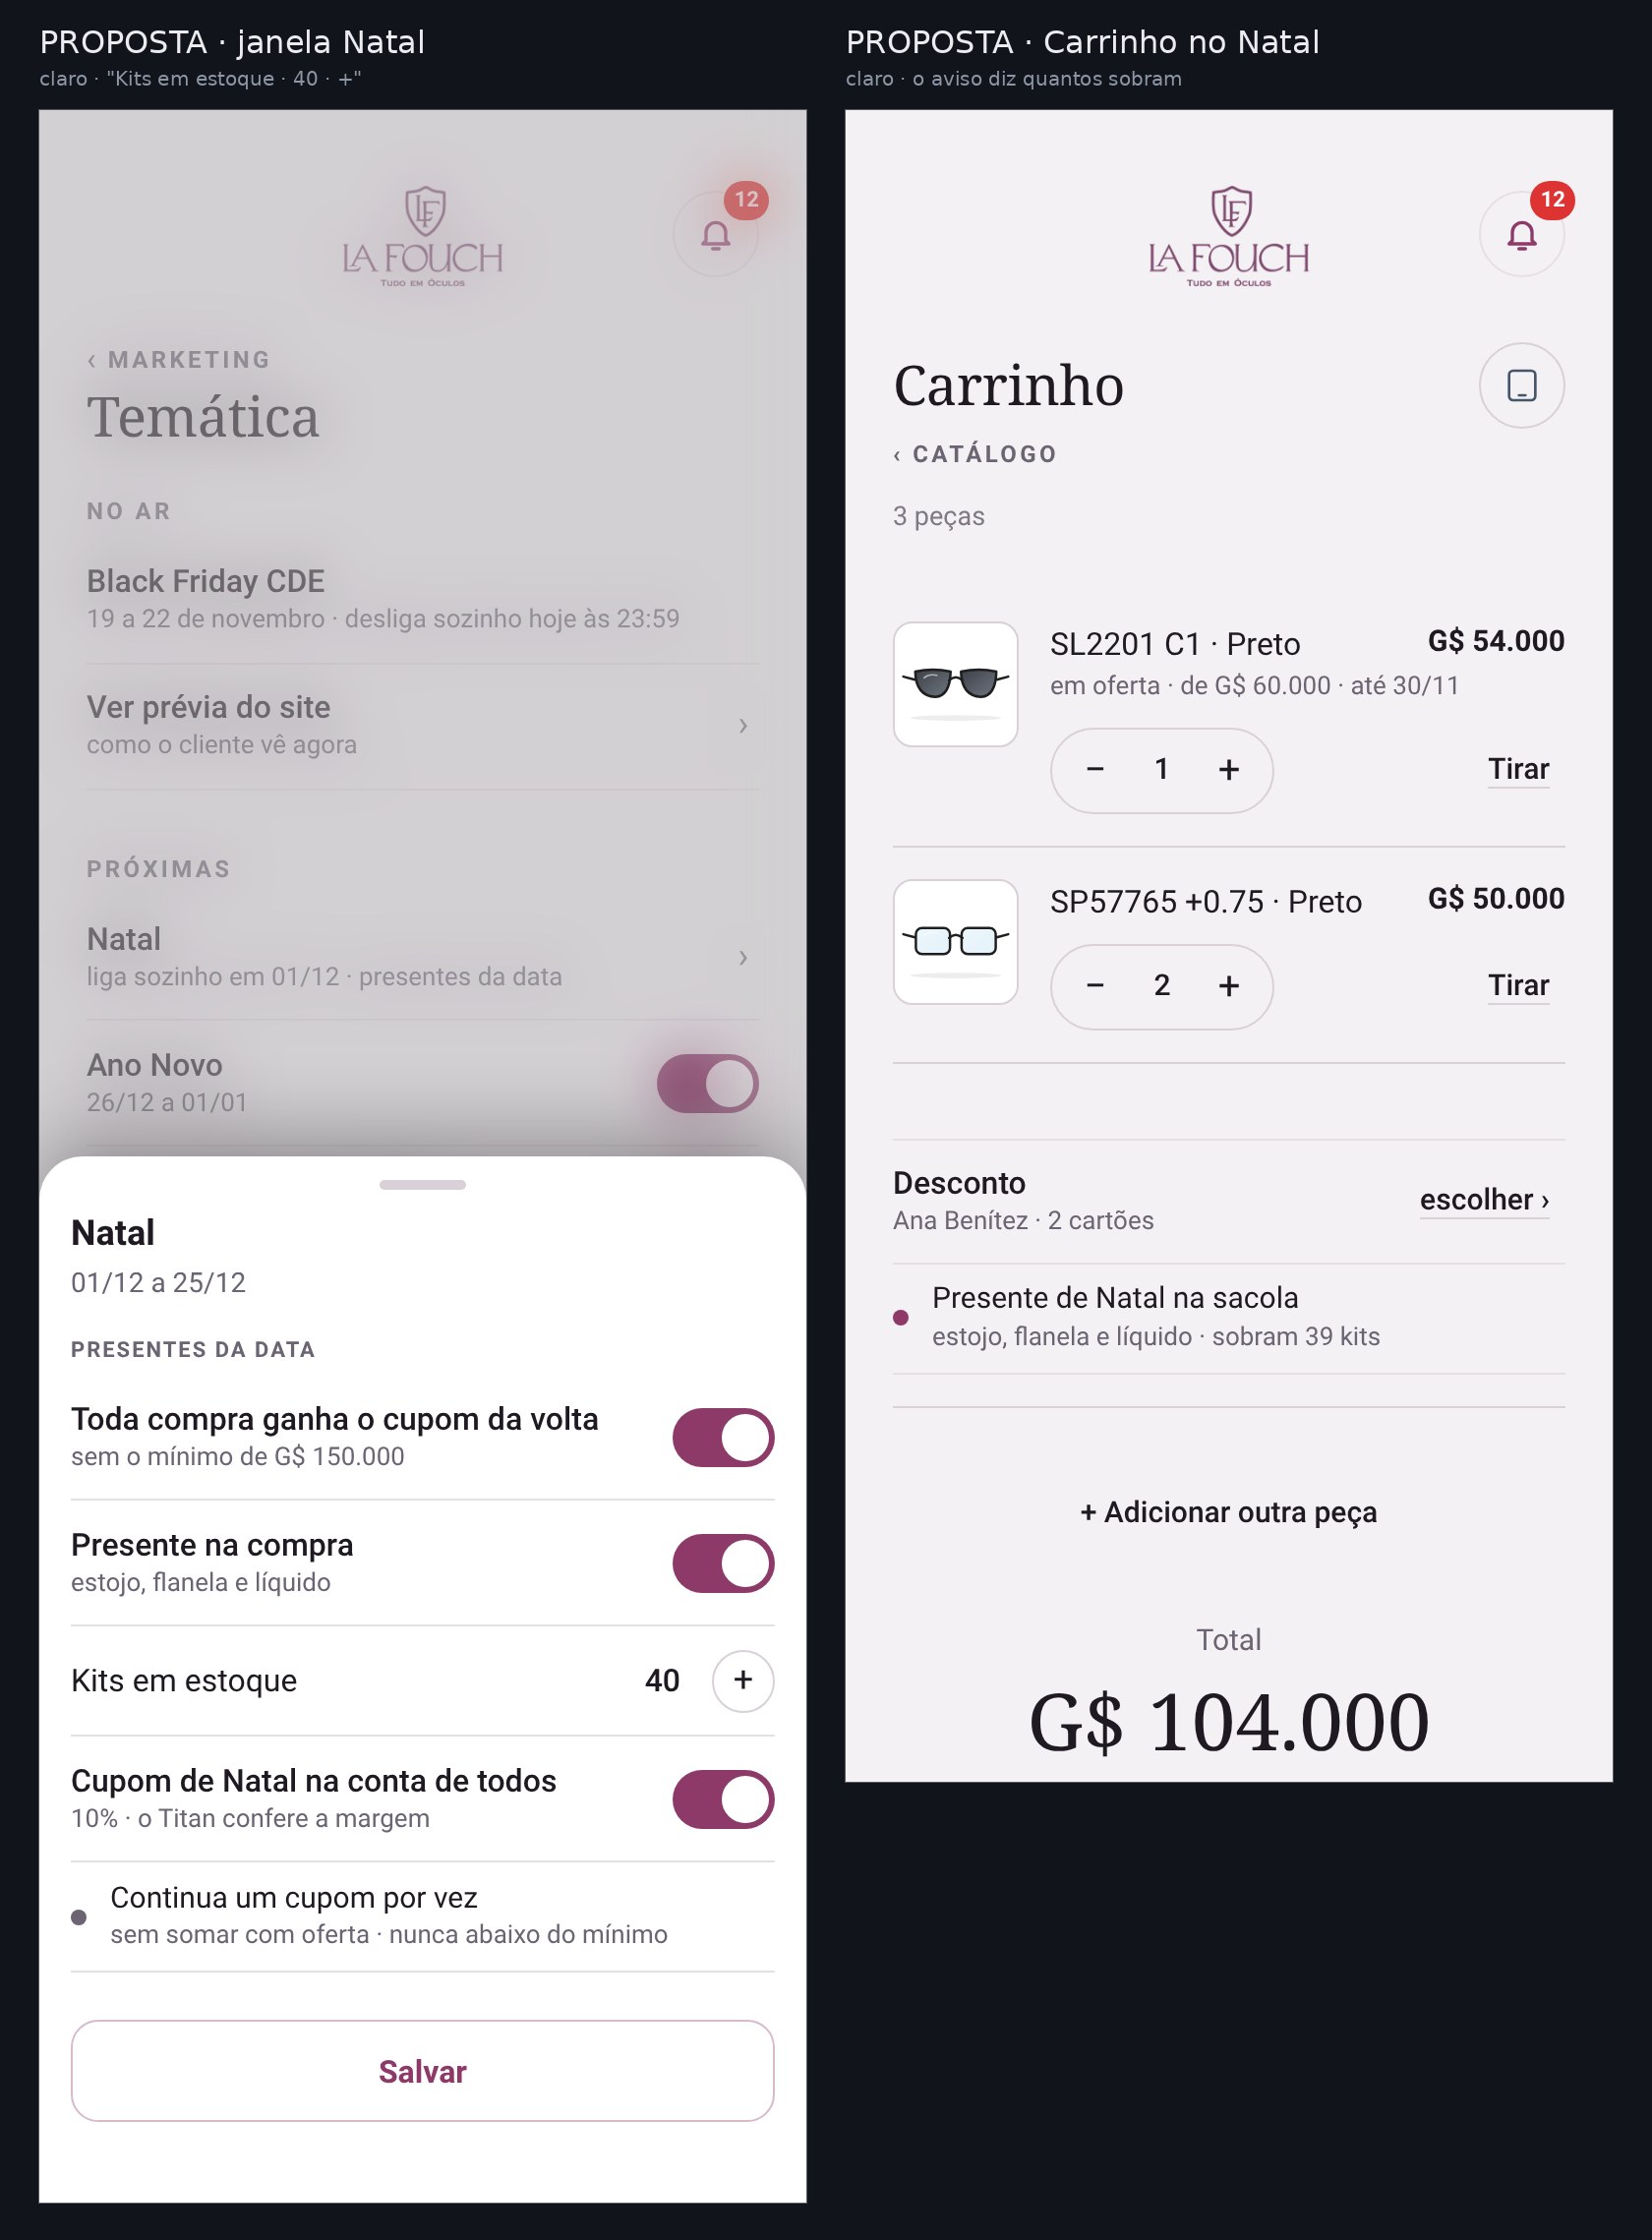 PROPOSTA · janela Natal
claro · "Kits em estoque · 40 · +"
LF
LA FOUCH
TUDO EM ÓCULOS
12
‹ MARKETING
Temática
NO AR
Black Friday CDE
19 a 22 de novembro · desliga sozinho hoje às 23:59
Ver prévia do site
como o cliente vê agora
›
PRÓXIMAS
Natal
liga sozinho em 01/12 · presentes da data
›
Ano Novo
26/12 a 01/01
Natal
01/12 a 25/12
PRESENTES DA DATA
Toda compra ganha o cupom da volta
sem o mínimo de G$ 150.000
Presente na compra
estojo, flanela e líquido
Kits em estoque 40 +
Cupom de Natal na conta de todos
10% · o Titan confere a margem
Continua um cupom por vez
sem somar com oferta · nunca abaixo do mínimo
Salvar
PROPOSTA · Carrinho no Natal
claro · o aviso diz quantos sobram
LF
LA FOUCH
TUDO EM ÓCULOS
12
Carrinho
‹ CATÁLOGO
3 peças
SL2201 C1 · Preto G$ 54.000
em oferta · de G$ 60.000 · até 30/11
− 1 + Tirar
SP57765 +0.75 · Preto G$ 50.000
− 2 + Tirar
Desconto
Ana Benítez · 2 cartões
escolher ›
Presente de Natal na sacola
estojo, flanela e líquido · sobram 39 kits
+ Adicionar outra peça
Total
G$ 104.000